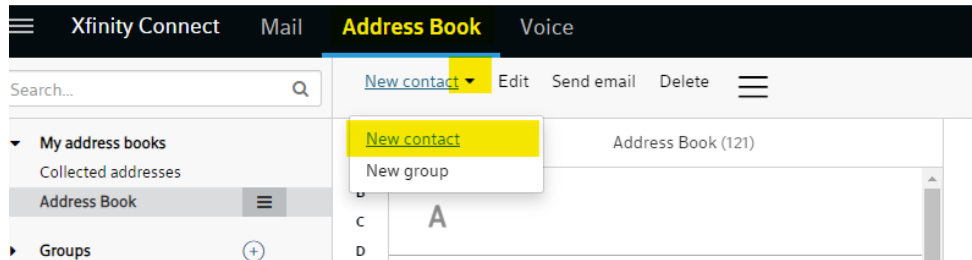 Xfinity Connect Mail Address Book Voice
Search...
New contact Edit Send email Delete
New contact
New group
Address Book (121)
My address books
Collected addresses
Address Book
Groups
A
C
D